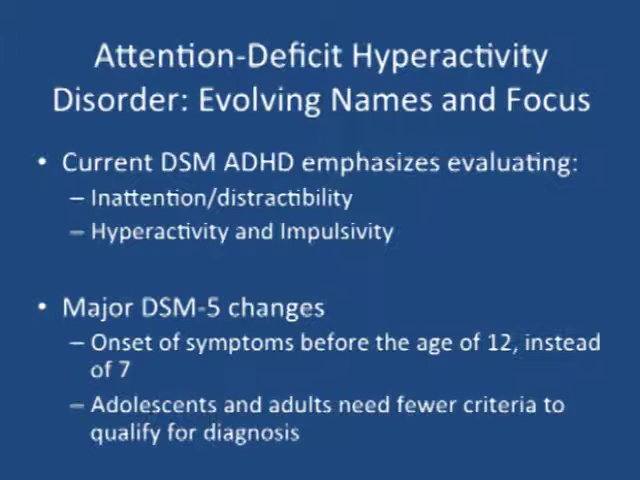 Attention-Deficit Hyperactivity
Disorder: Evolving Names and Focus
• Current DSM ADHD emphasizes evaluating:
– Inattention/distractibility
– Hyperactivity and Impulsivity
• Major DSM-5 changes
– Onset of symptoms before the age of 12, instead
of 7
– Adolescents and adults need fewer criteria to
qualify for diagnosis